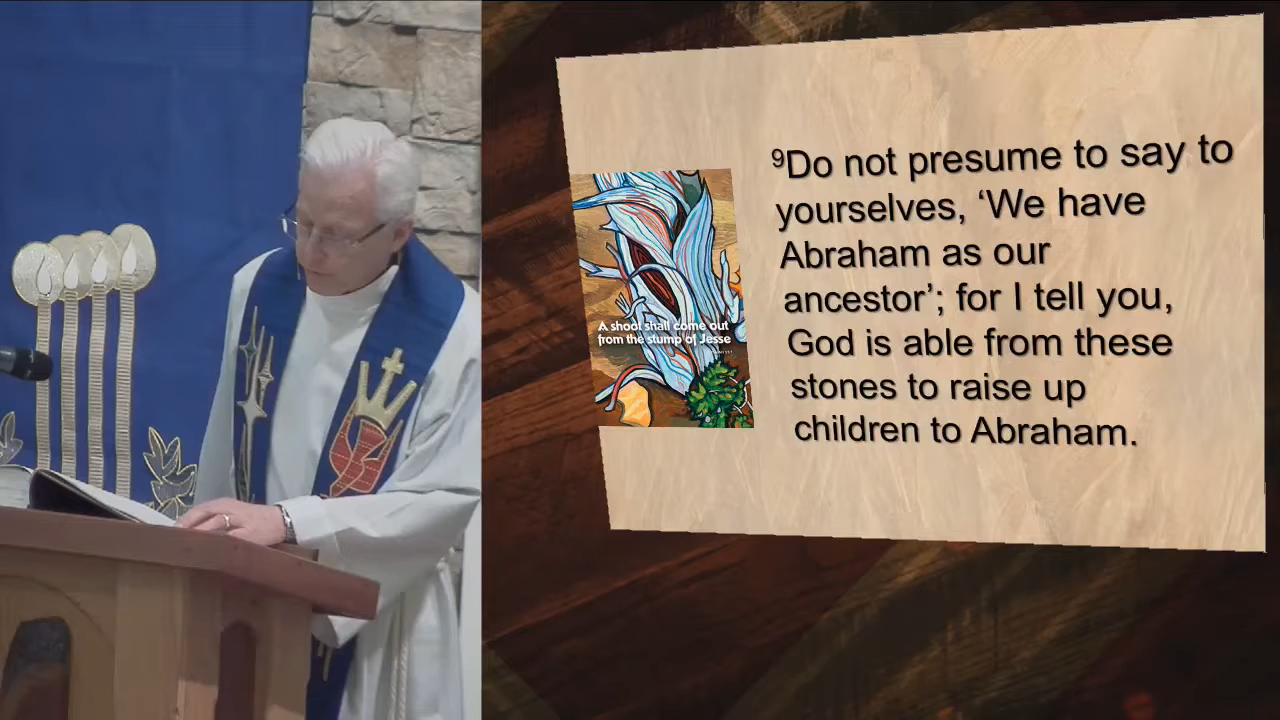 ⁹Do not presume to say to
yourselves, ‘We have
Abraham as our
ancestor’; for I tell you,
God is able from these
stones to raise up
children to Abraham.
A shoot shall come out
from the stump of Jesse